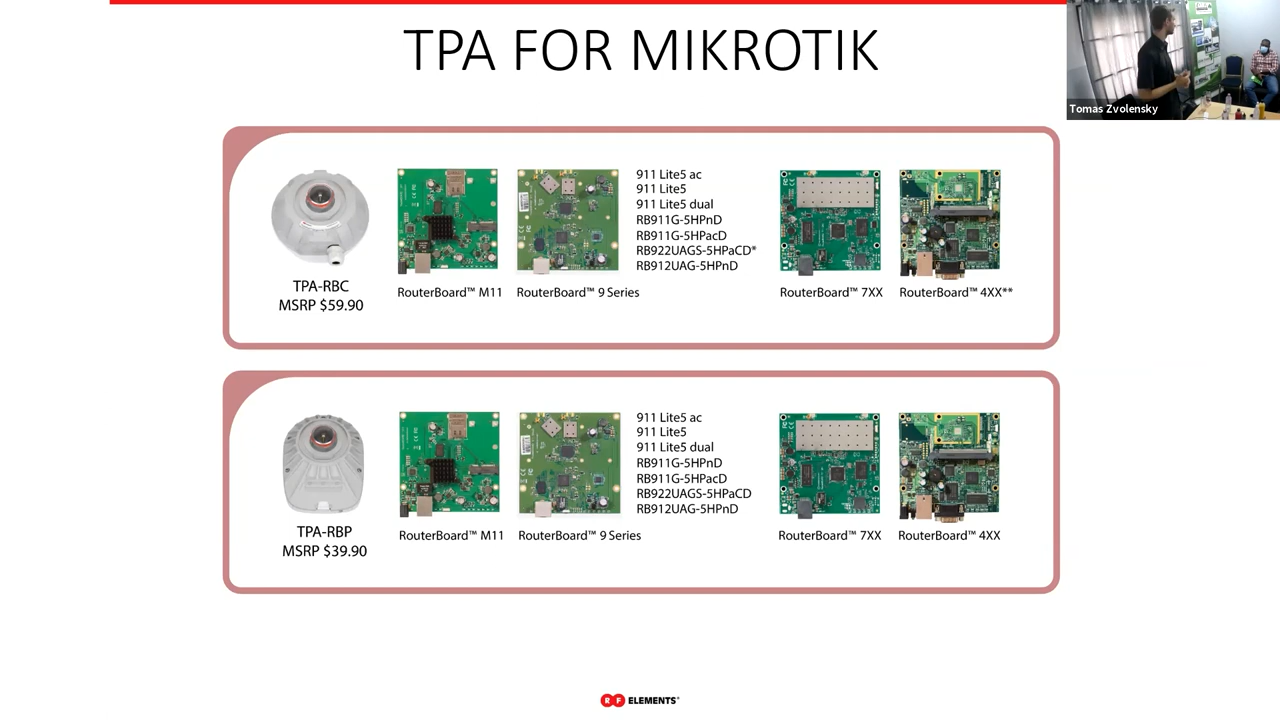 TPA FOR MIKROTIK
Tomas Zvolensky
911 Lite5 ac
911 Lite5
911 Lite5 dual
RB911G-5HPnD
RB911G-5HPacD
RB922UAGS-5HPaCD*
RB912UAG-5HPnD
TPA-RBC
MSRP $59.90
RouterBoard™ M11
RouterBoard™ 9 Series
RouterBoard™ 7XX
RouterBoard™ 4XX**
911 Lite5 ac
911 Lite5
911 Lite5 dual
RB911G-5HPnD
RB911G-5HPacD
RB922UAGS-5HPaCD
RB912UAG-5HPnD
TPA-RBP
MSRP $39.90
RouterBoard™ M11
RouterBoard™ 9 Series
RouterBoard™ 7XX
RouterBoard™ 4XX
RF ELEMENTS®